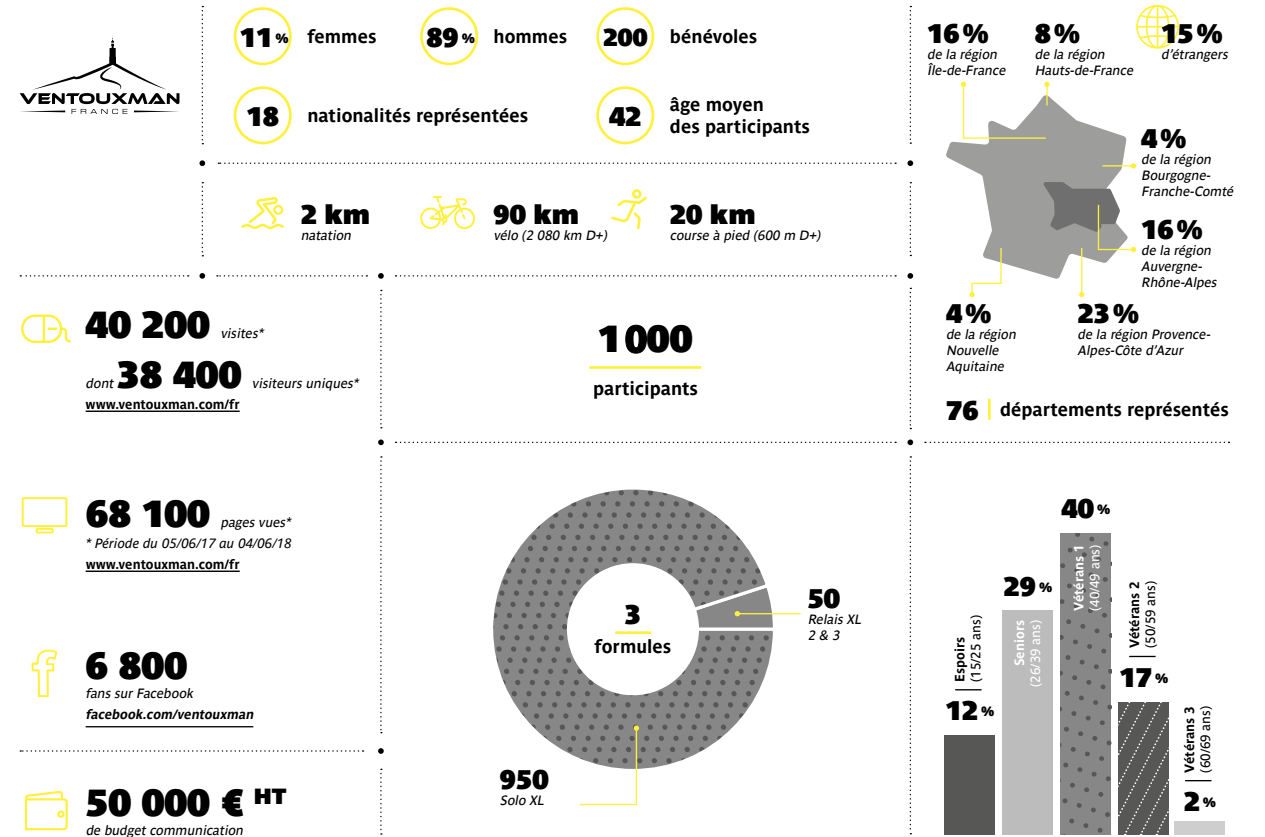 VENTOUXMAN
FRANCE
11 % femmes
89 % hommes
200 bénévoles
18 nationalités représentées
42 âge moyen
des participants
2 km
natation
90 km
vélo (2 080 km D+)
20 km
course à pied (600 m D+)
16 %
de la région
Île-de-France
8 %
de la région
Hauts-de-France
15 %
d'étrangers
4 %
de la région
Bourgogne-
Franche-Comté
16 %
de la région
Auvergne-
Rhône-Alpes
4 %
de la région
Nouvelle
Aquitaine
23 %
de la région Provence-
Alpes-Côte d'Azur
76 départements représentés
40 200 visites*
dont 38 400 visiteurs uniques*
www.ventouxman.com/fr
68 100 pages vues*
* Période du 05/06/17 au 04/06/18
www.ventouxman.com/fr
6 800
fans sur Facebook
facebook.com/ventouxman
50 000 € HT
de budget communication
1 000
participants
3
formules
50
Relais XL
2 & 3
950
Solo XL
Espoirs
(15/25 ans)
12 %
29 %
Seniors
(26/39 ans)
40 %
Vétérans 1
(40/49 ans)
Vétérans 2
(50/59 ans)
17 %
Vétérans 3
(60/69 ans)
2 %